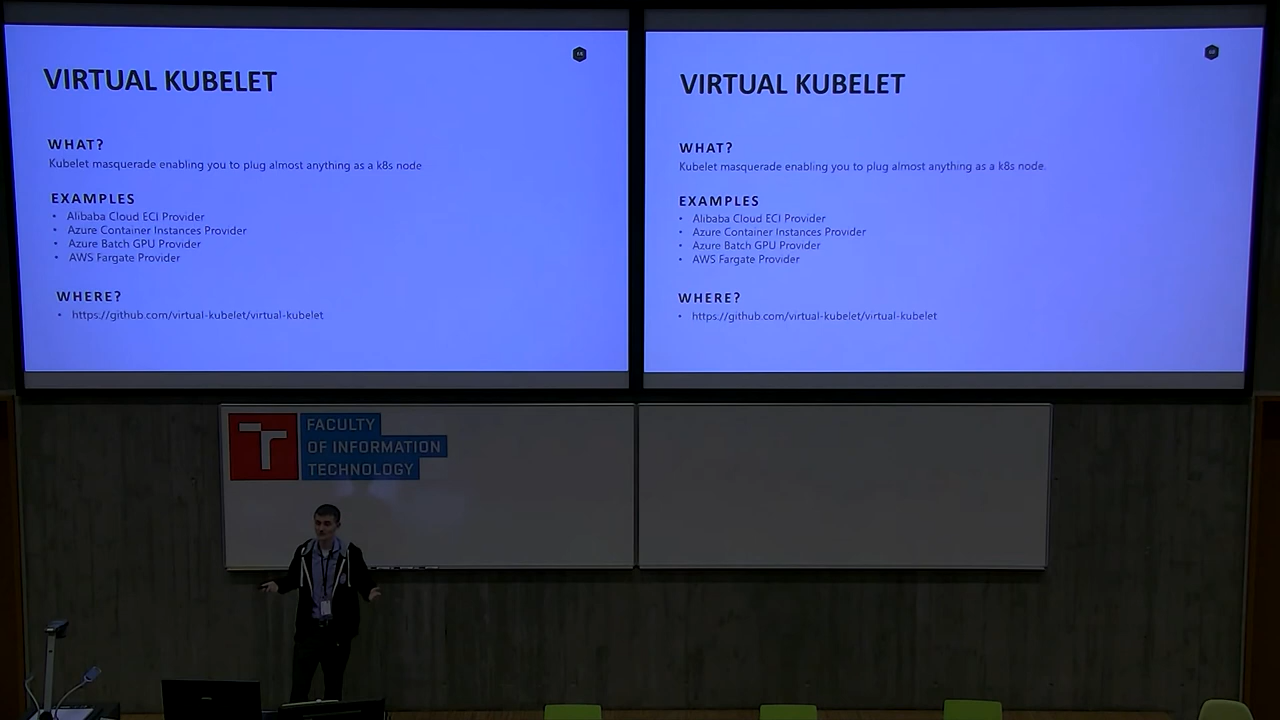 VIRTUAL KUBELET
WHAT?
Kubelet masquerade enabling you to plug almost anything as a k8s node
EXAMPLES
• Alibaba Cloud ECI Provider
• Azure Container Instances Provider
• Azure Batch GPU Provider
• AWS Fargate Provider
WHERE?
• https://github.com/virtual-kubelet/virtual-kubelet
VIRTUAL KUBELET
WHAT?
Kubelet masquerade enabling you to plug almost anything as a k8s node.
EXAMPLES
• Alibaba Cloud ECI Provider
• Azure Container Instances Provider
• Azure Batch GPU Provider
• AWS Fargate Provider
WHERE?
• https://github.com/virtual-kubelet/virtual-kubelet
FACULTY
OF INFORMATION
TECHNOLOGY